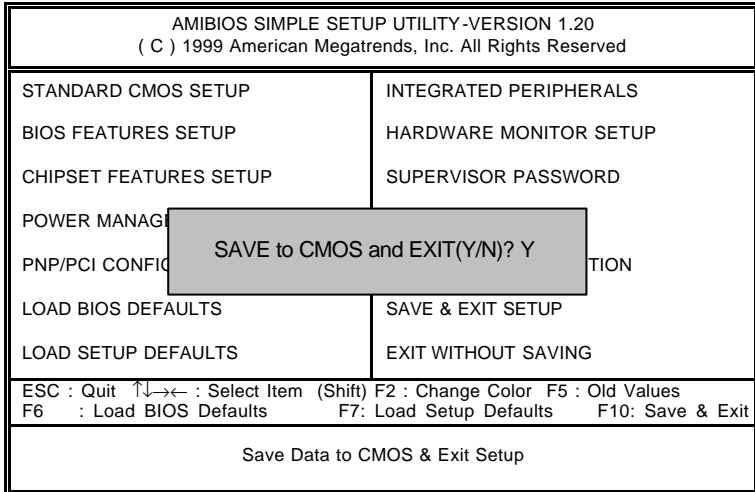 AMIBIOS SIMPLE SETUP UTILITY-VERSION 1.20
( C ) 1999 American Megatrends, Inc. All Rights Reserved
STANDARD CMOS SETUP
BIOS FEATURES SETUP
CHIPSET FEATURES SETUP
POWER
PNP/PCI
LOAD BIOS DEFAULTS
LOAD SETUP DEFAULTS
INTEGRATED PERIPHERALS
HARDWARE MONITOR SETUP
SUPERVISOR PASSWORD
SAVE & EXIT SETUP
EXIT WITHOUT SAVING
SAVE to CMOS and EXIT(Y/N)? Y
ESC : Quit ↑↓→← : Select Item (Shift) F2 : Change Color F5 : Old Values
F6 : Load BIOS Defaults F7: Load Setup Defaults F10: Save & Exit
Save Data to CMOS & Exit Setup